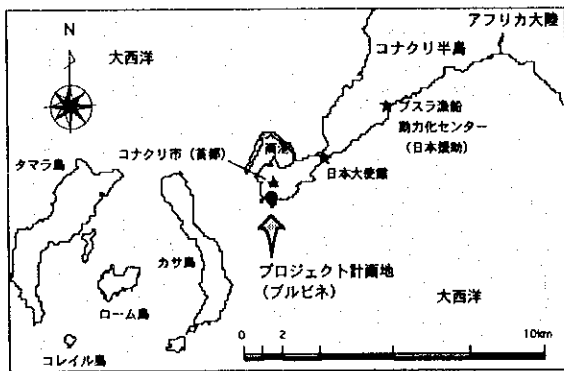 アフリカ大陸
コナクリ半島
N
大西洋
ブスラ漁船
動力化センター
(日本援助)
商港
コナクリ市(首都)
日本大使館
タマラ島
カサ島
プロジェクト計画地
(ブルビネ)
ローム島
大西洋
コレイル島
0 2 10km